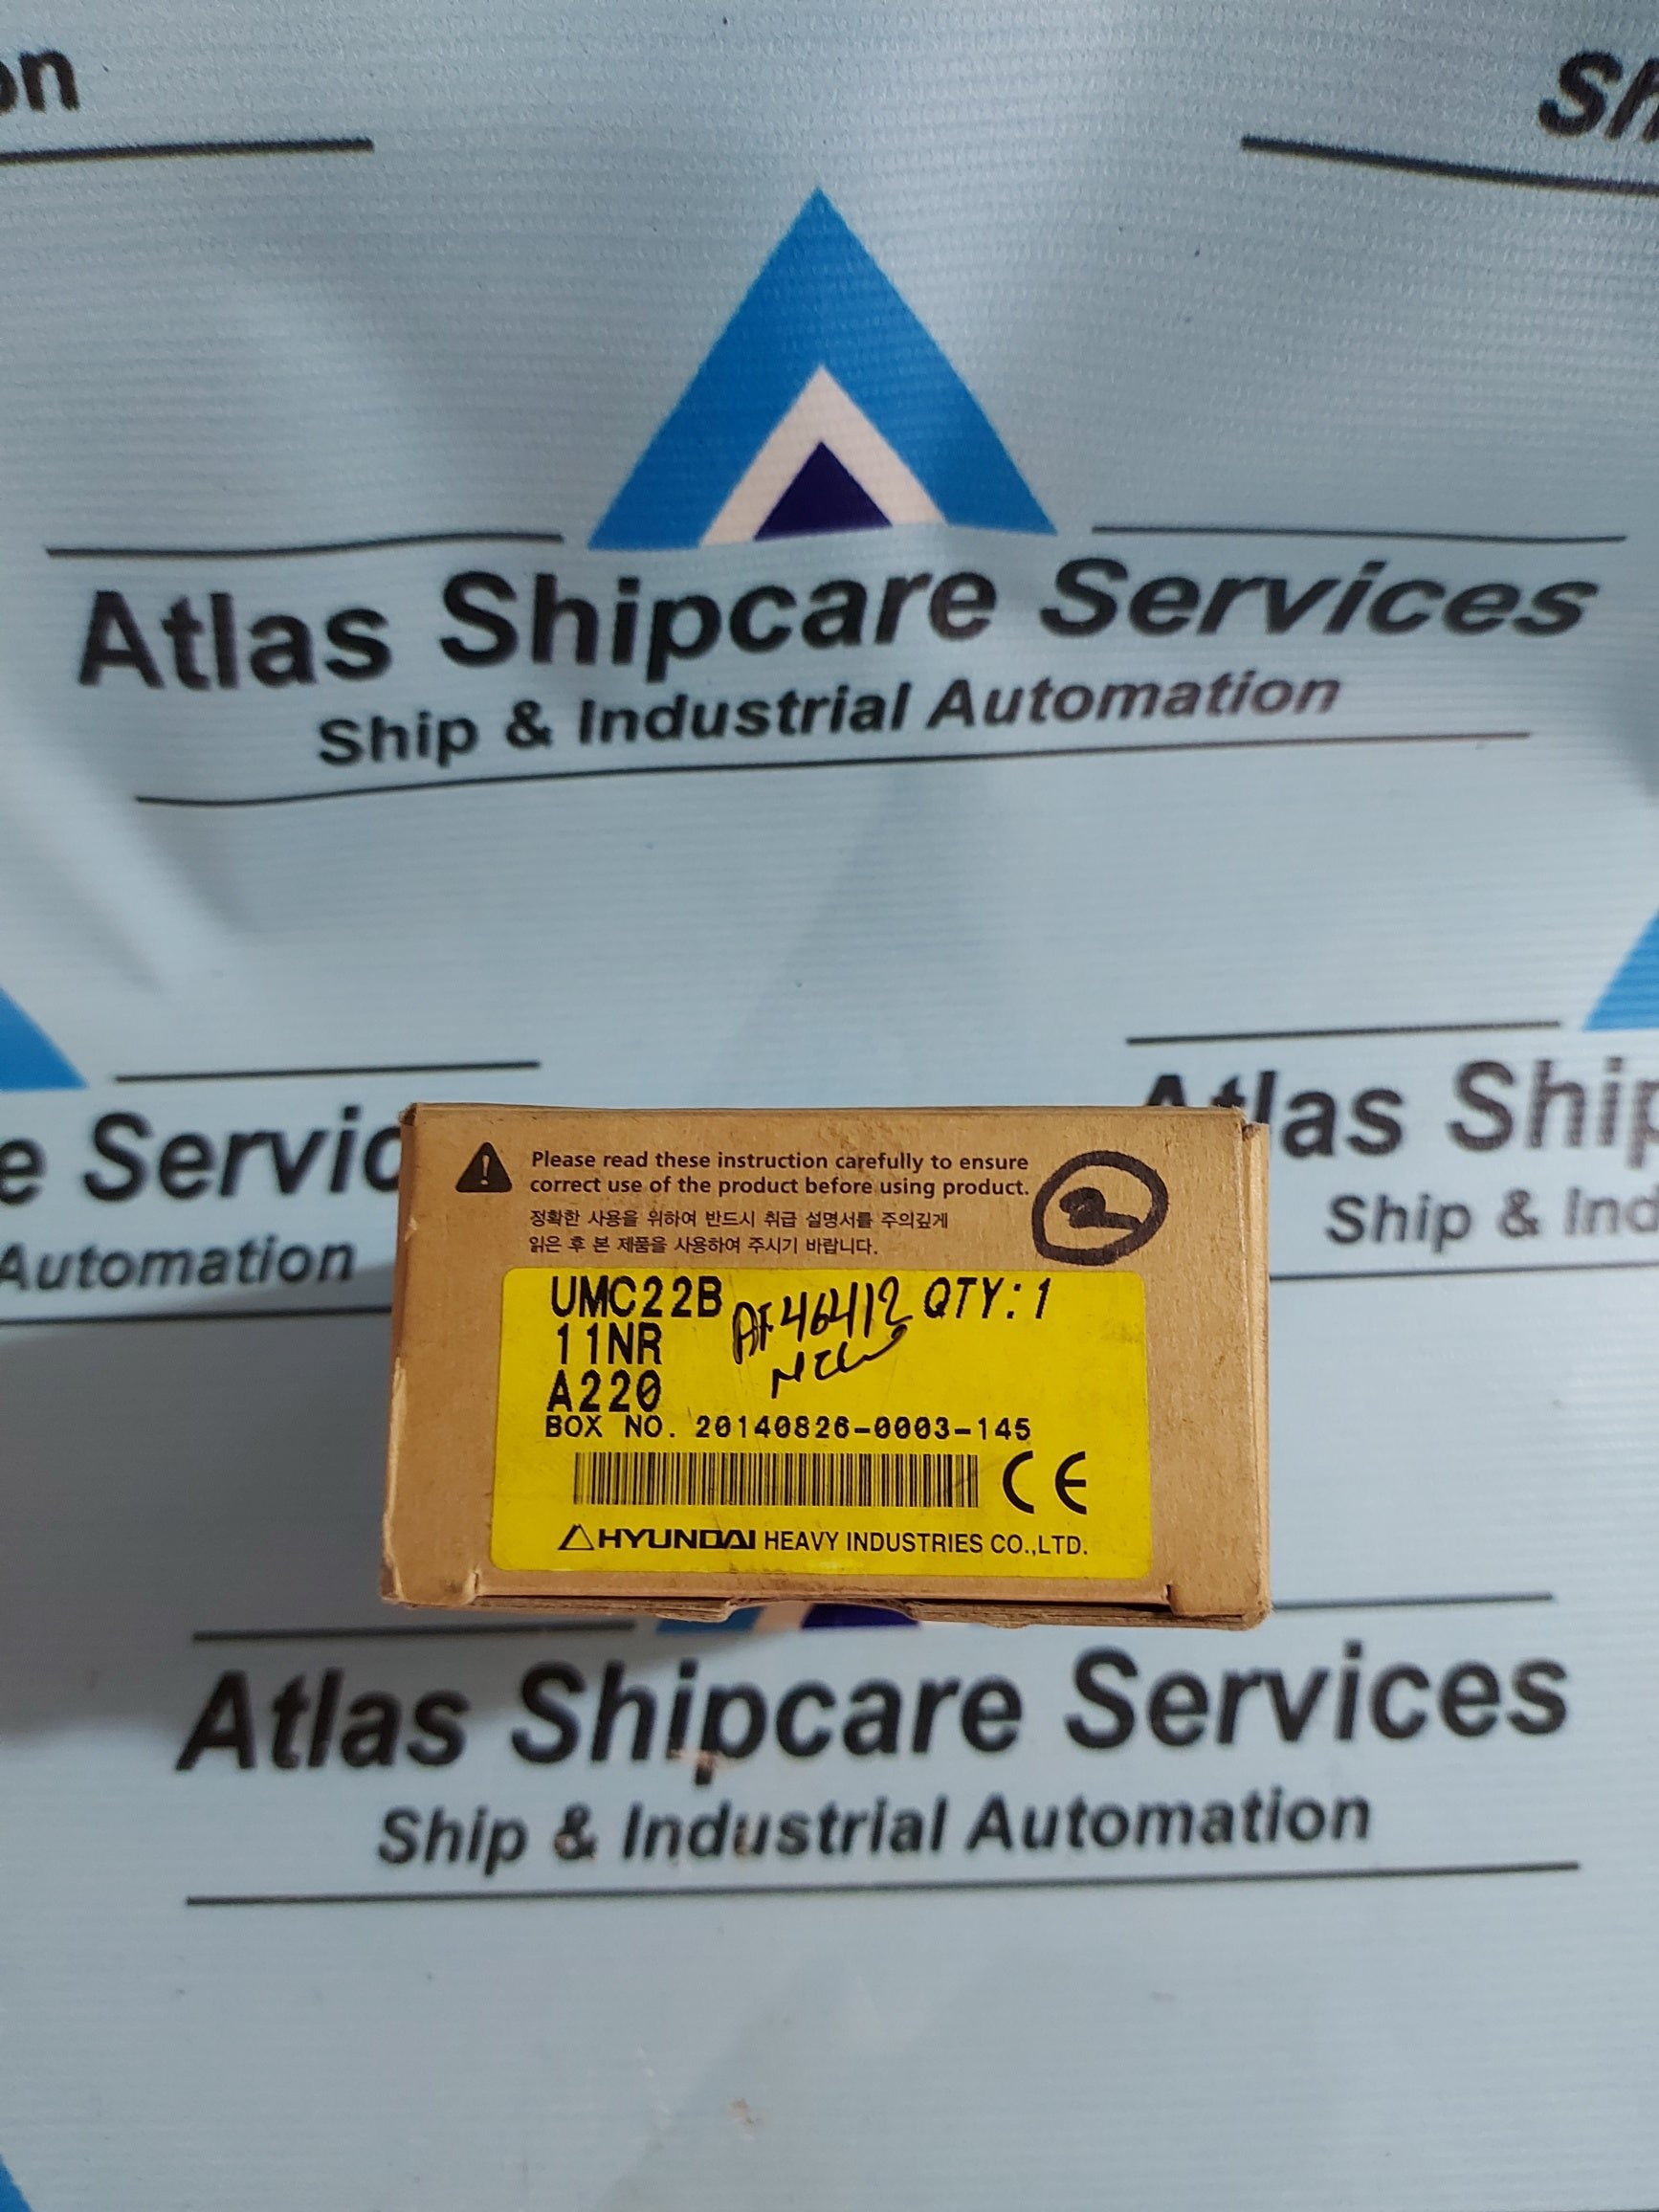 on
Sh
Atlas Shipcare Services
Ship & Industrial Automation
e Servic
Automation
Atlas Ship
Ship & Ind
Please read these instruction carefully to ensure
correct use of the product before using product.
정확한 사용을 위하여 반드시 취급 설명서를 주의깊게
읽은 후 본 제품을 사용하여 주시기 바랍니다.
UMC22B AF46412 QTY:1
11NR NEW
A220
BOX NO. 20140826-0003-145
CE
HYUNDAI HEAVY INDUSTRIES CO.,LTD.
Atlas Shipcare Services
Ship & Industrial Automation